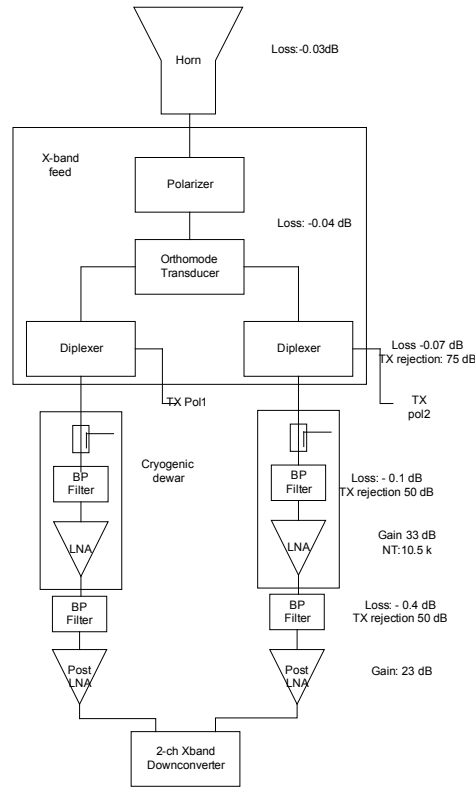 Horn
Loss:-0.03dB
X-band
feed
Polarizer
Loss: -0.04 dB
Orthomode
Transducer
Diplexer
Diplexer
Loss -0.07 dB
TX rejection: 75 dB
TX Pol1
TX
pol2
Cryogenic
dewar
BP
Filter
BP
Filter
Loss: - 0.1 dB
TX rejection 50 dB
LNA
LNA
Gain 33 dB
NT:10.5 k
BP
Filter
BP
Filter
Loss: - 0.4 dB
TX rejection 50 dB
Post
LNA
Post
LNA
Gain: 23 dB
2-ch Xband
Downconverter